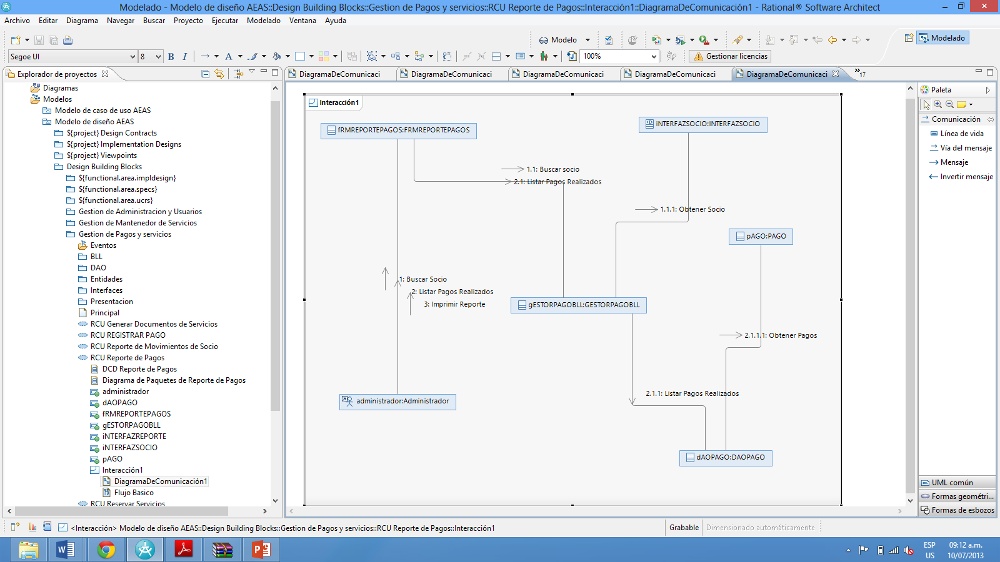 Modelado - Modelo de diseño AEAS::Design Building Blocks::Gestion de Pagos y servicios::RCU Reporte de Pagos::Interacción1::DiagramaDeComunicación1 - Rational® Software Architect
Archivo Editar Diagrama Navegar Buscar Proyecto Ejecutar Modelado Ventana Ayuda
Modelo
Modelado
Segoe UI 8 B I A 100% Gestionar licencias
Explorador de proyectos
DiagramaDeComunicaci DiagramaDeComunicaci DiagramaDeComunicaci DiagramaDeComunicaci DiagramaDeComunicaci »17
Diagramas
Modelos
Modelo de caso de uso AEAS
Modelo de diseño AEAS
${project} Design Contracts
${project} Implementation Designs
${project} Viewpoints
Design Building Blocks
${functional.area.impldesign}
${functional.area.specs}
${functional.area.ucrs}
Gestion de Administracion y Usuarios
Gestion de Mantenedor de Servicios
Gestion de Pagos y servicios
Eventos
BLL
DAO
Entidades
Interfaces
Presentacion
Principal
RCU Generar Documentos de Servicios
RCU REGISTRAR PAGO
RCU Reporte de Movimientos de Socio
RCU Reporte de Pagos
DCD Reporte de Pagos
Diagrama de Paquetes de Reporte de Pagos
administrador
dAOPAGO
fRMREPORTEPAGOS
gESTORPAGOBLL
iNTERFAZREPORTE
iNTERFAZSOCIO
pAGO
Interacción1
DiagramaDeComunicación1
Flujo Basico
RCU Reservar Servicios
Interacción1
fRMREPORTEPAGOS:FRMREPORTEPAGOS
iNTERFAZSOCIO:INTERFAZSOCIO
1.1: Buscar socio
2.1: Listar Pagos Realizados
1.1.1: Obtener Socio
pAGO:PAGO
1: Buscar Socio
2: Listar Pagos Realizados
3: Imprimir Reporte
gESTORPAGOBLL:GESTORPAGOBLL
2.1.1.1: Obtener Pagos
2.1.1: Listar Pagos Realizados
administrador:Administrador
dAOPAGO:DAOPAGO
Paleta
Comunicación
Línea de vida
Vía del mensaje
Mensaje
Invertir mensaje
UML común
Formas geométri...
Formas de esbozos
<Interacción> Modelo de diseño AEAS::Design Building Blocks::Gestion de Pagos y servicios::RCU Reporte de Pagos::Interacción1
Grabable
Dimensionado automáticamente
ESP 09:12 a.m.
US 10/07/2013